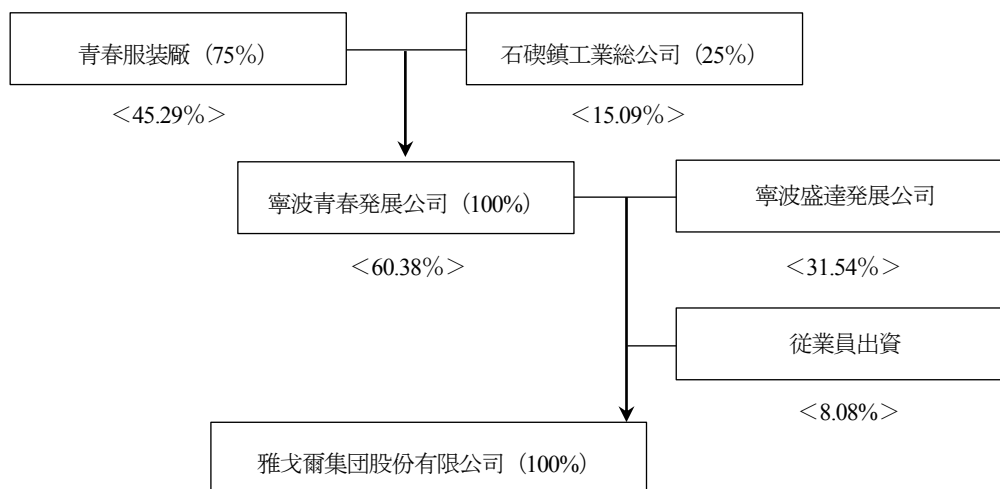 青春服装厰（75%）
石碶鎮工業総公司（25%）
＜45.29%＞
＜15.09%＞
寧波青春発展公司（100%）
寧波盛達発展公司
＜60.38%＞
＜31.54%＞
従業員出資
＜8.08%＞
雅戈爾集団股份有限公司（100%）